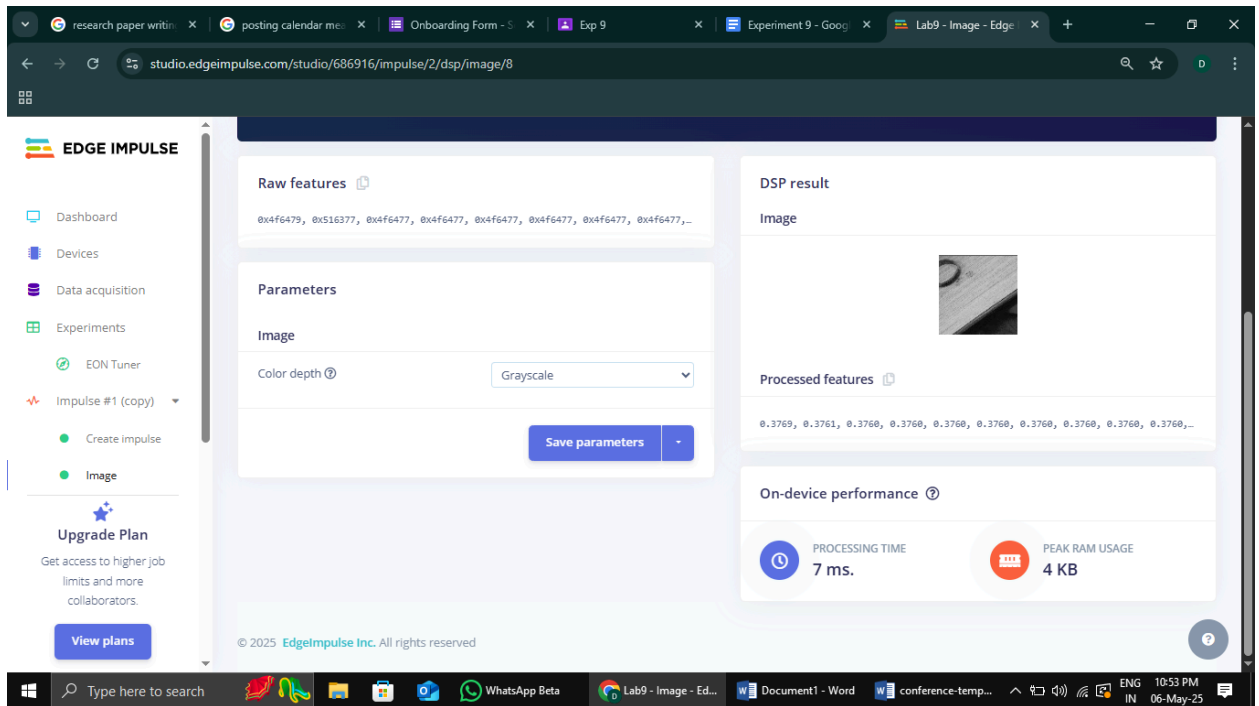 research paper writin
posting calendar mea
Onboarding Form - S
Exp 9
Experiment 9 - Googl
Lab9 - Image - Edge
studio.edgeimpulse.com/studio/686916/impulse/2/dsp/image/8
D
EDGE IMPULSE
Dashboard
Devices
Data acquisition
Experiments
EON Tuner
Impulse #1 (copy)
Create impulse
Image
Upgrade Plan
Get access to higher job
limits and more
collaborators.
View plans
Raw features
0x4f6479, 0x516377, 0x4f6477, 0x4f6477, 0x4f6477, 0x4f6477, 0x4f6477, 0x4f6477,…
Parameters
Image
Color depth
Grayscale
Save parameters
DSP result
Image
Processed features
0.3769, 0.3761, 0.3760, 0.3760, 0.3760, 0.3760, 0.3760, 0.3760, 0.3760, 0.3760,…
On-device performance
PROCESSING TIME
7 ms.
PEAK RAM USAGE
4 KB
© 2025 EdgeImpulse Inc. All rights reserved
Type here to search
WhatsApp Beta
Lab9 - Image - Ed...
Document1 - Word
conference-temp...
ENG
IN
10:53 PM
06-May-25